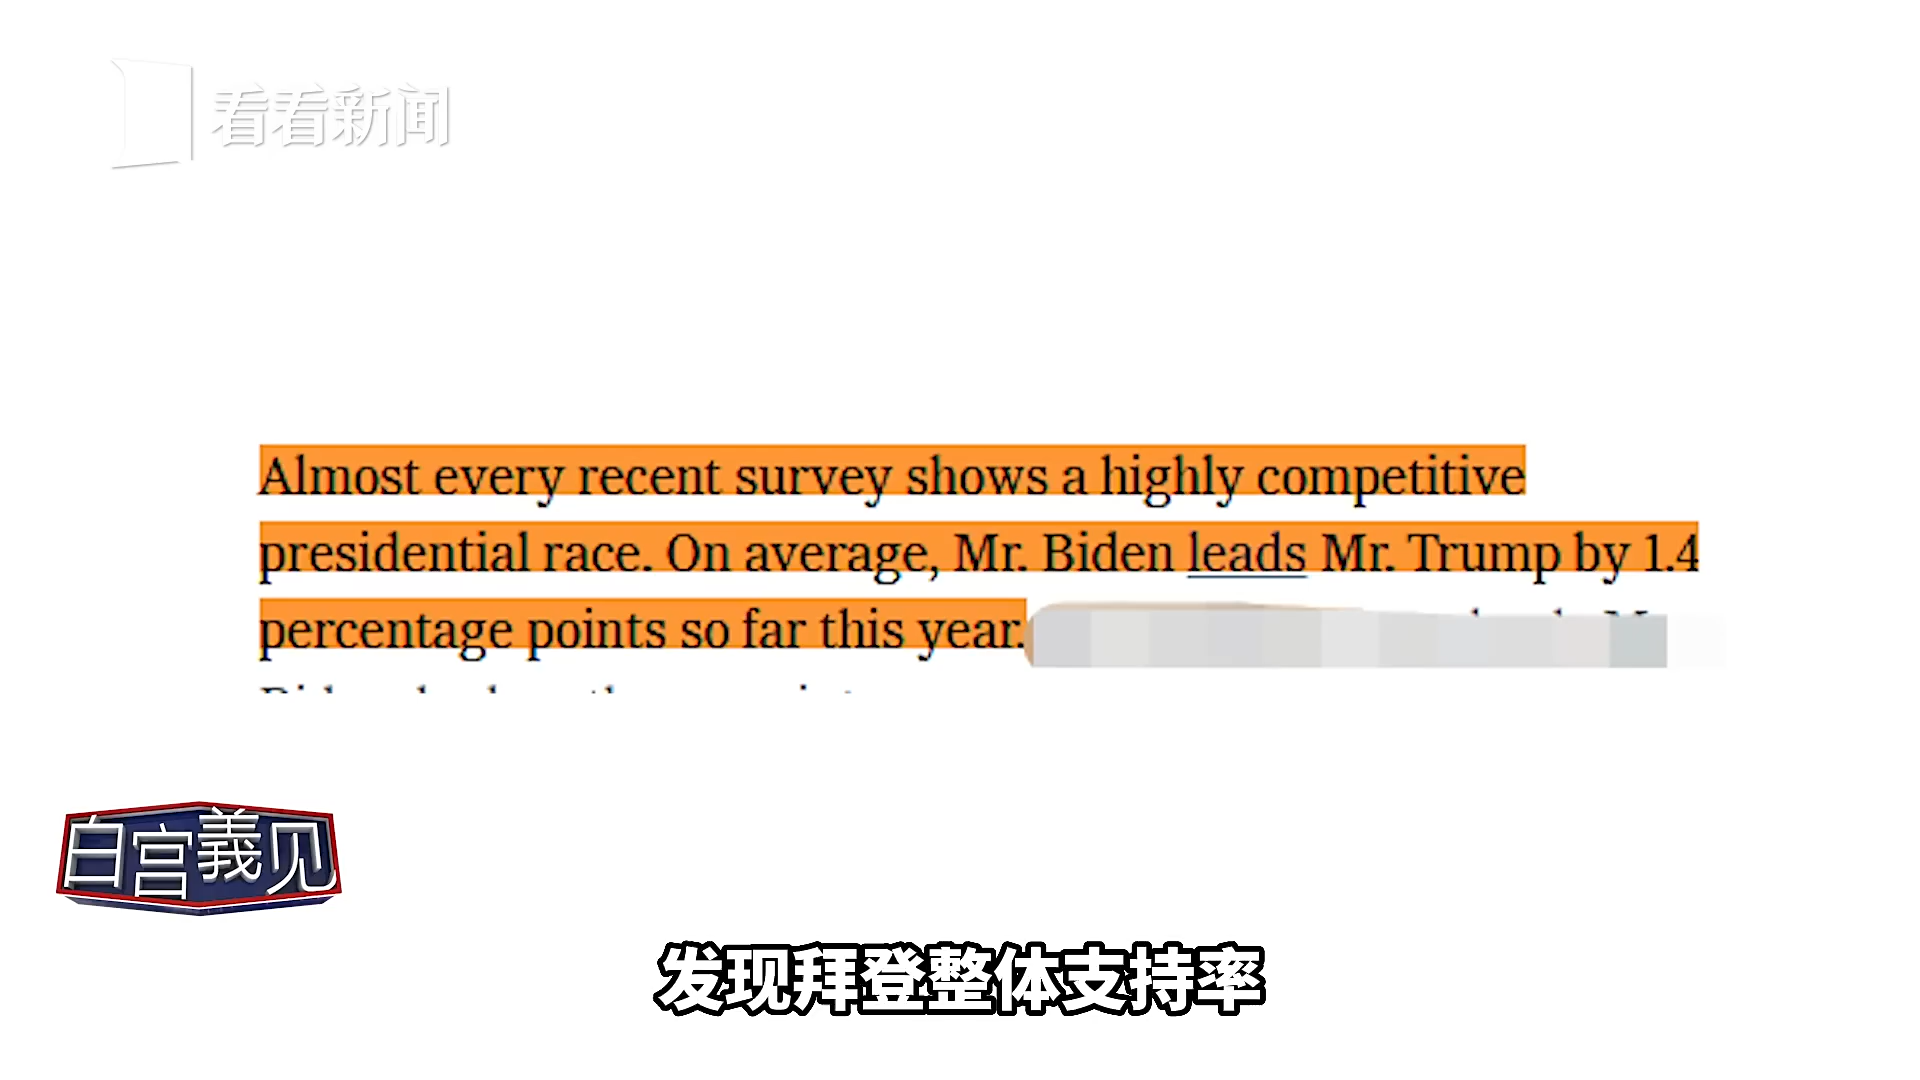 看看新闻
Almost every recent survey shows a highly competitive
presidential race. On average, Mr. Biden leads Mr. Trump by 1.4
percentage points so far this year.
白宫義见
发现拜登整体支持率